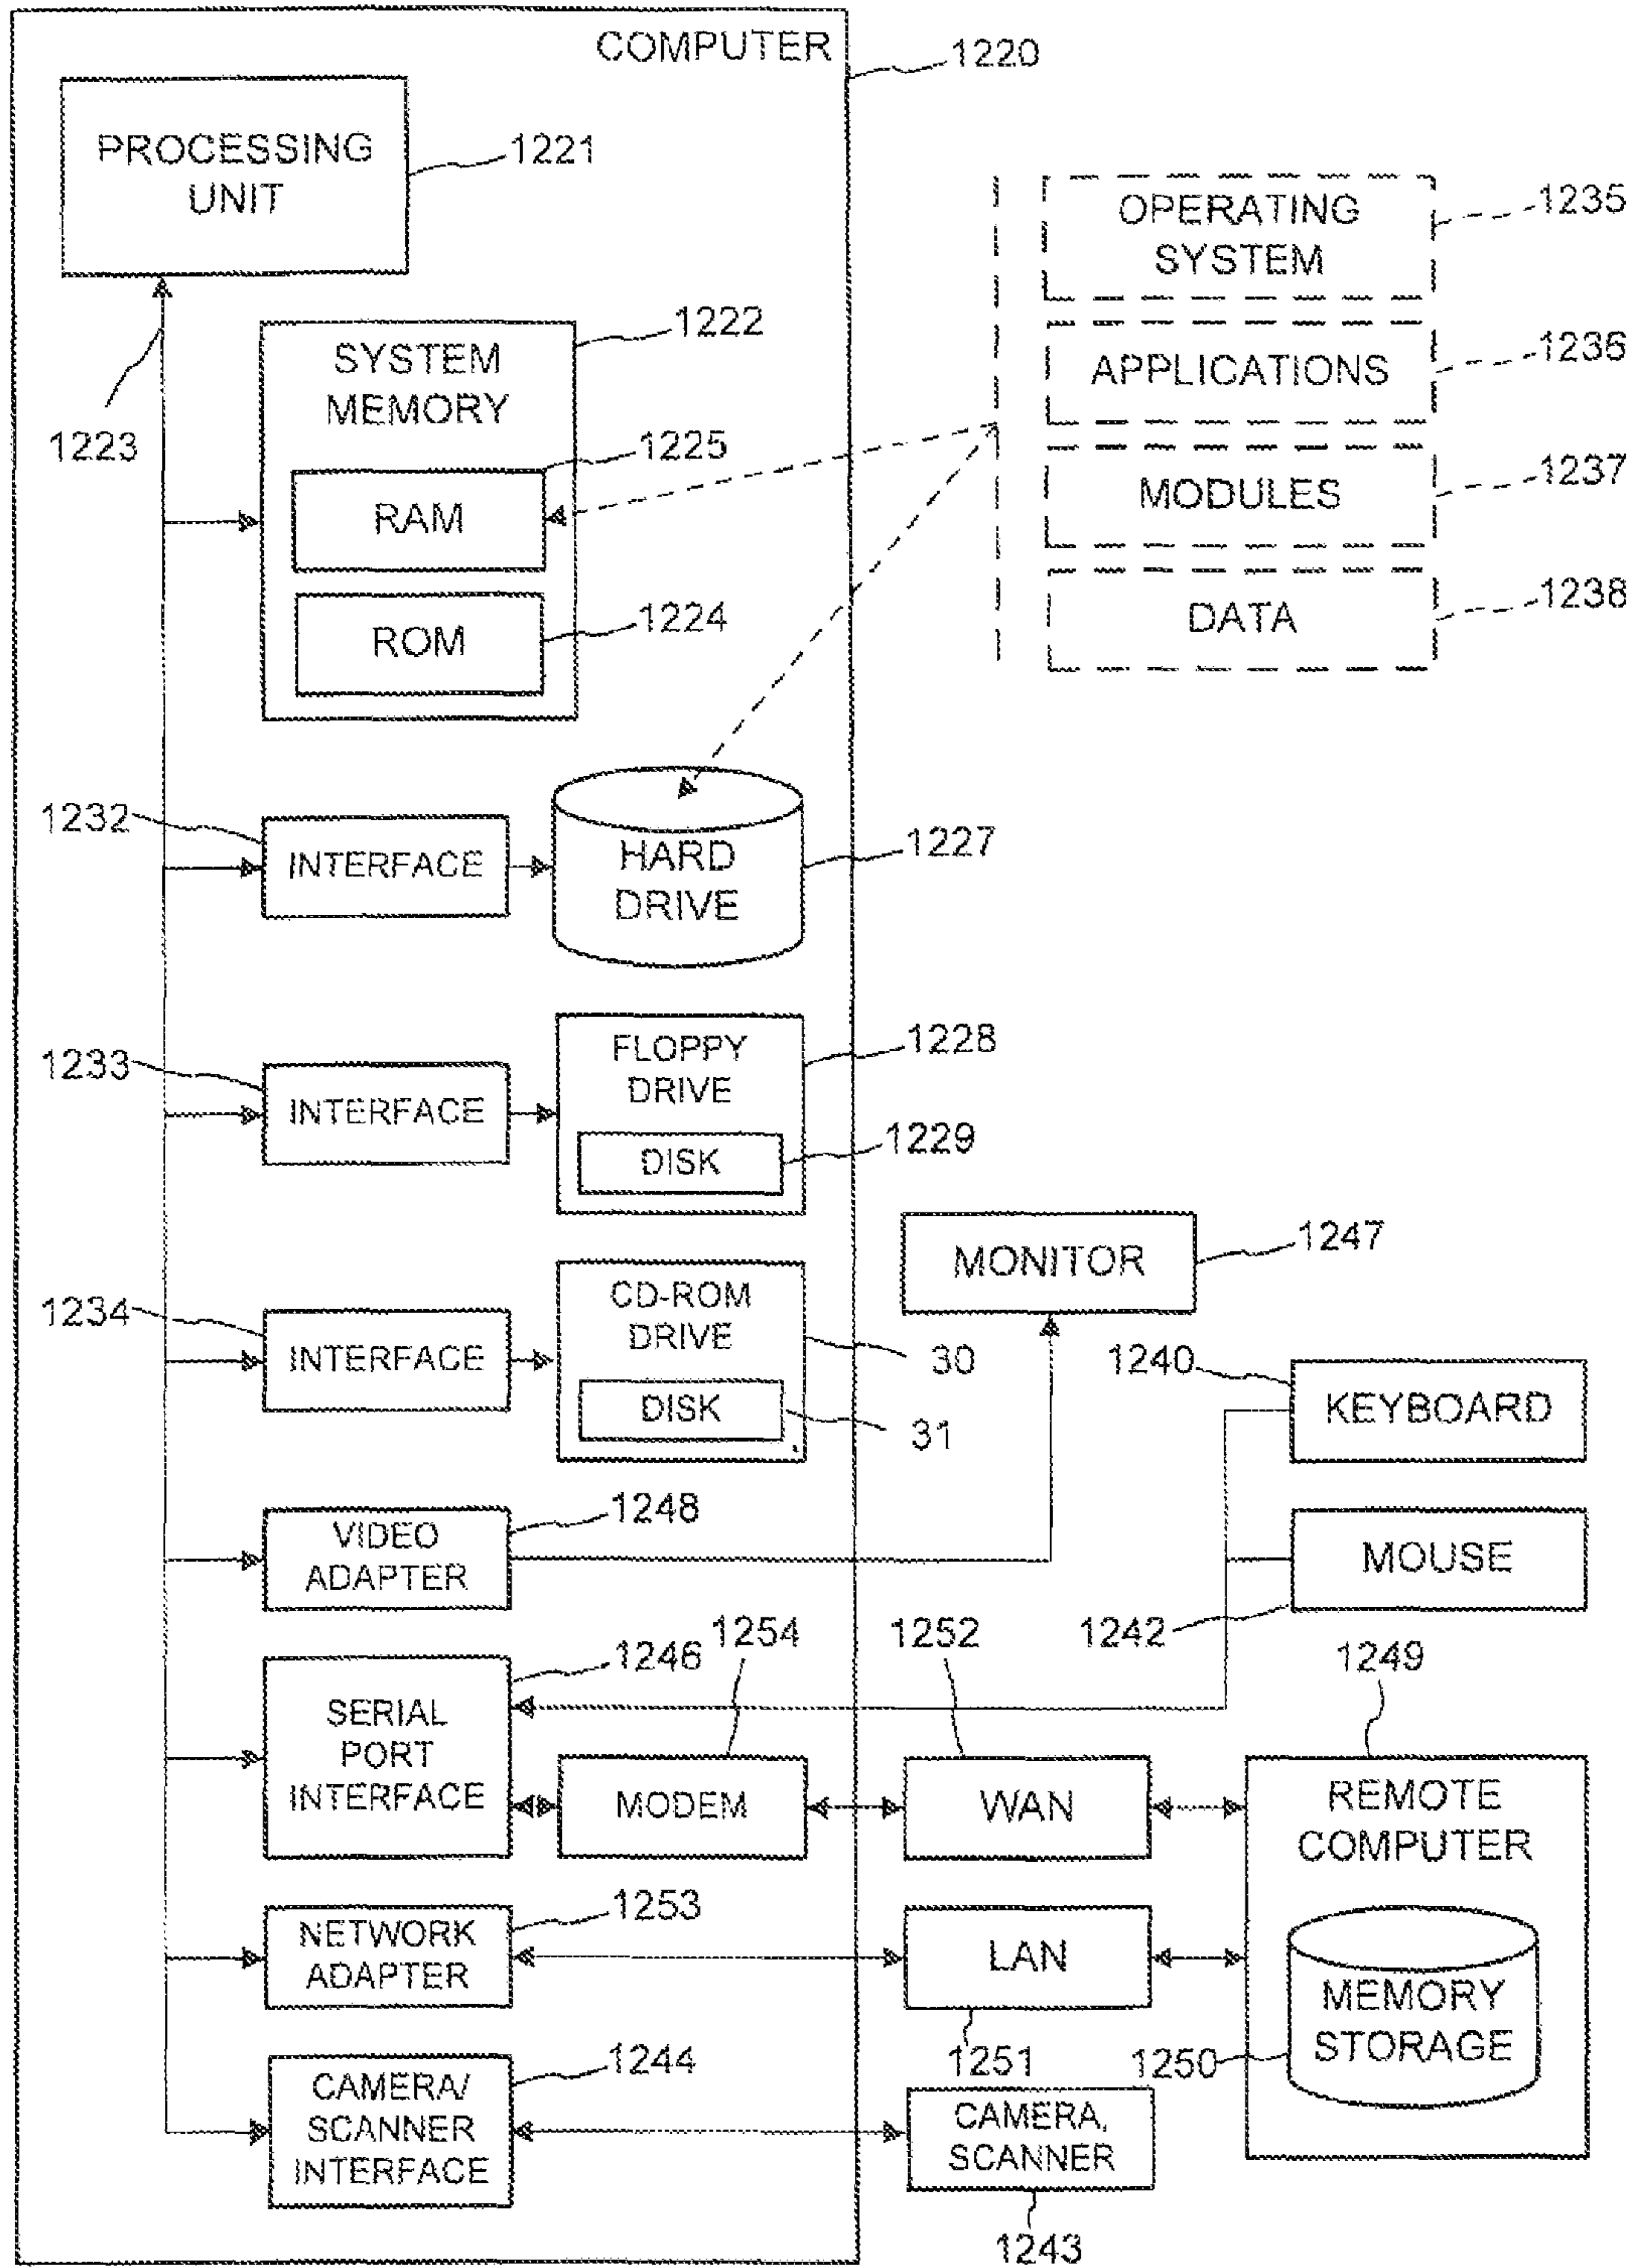 COMPUTER
1220
PROCESSING
UNIT
1221
1223
SYSTEM
MEMORY
1222
RAM
1225
ROM
1224
OPERATING
SYSTEM
1235
APPLICATIONS
1236
MODULES
1237
DATA
1238
1232
INTERFACE
HARD
DRIVE
1227
1233
INTERFACE
FLOPPY
DRIVE
1228
DISK
1229
1234
INTERFACE
CD-ROM
DRIVE
30
DISK
31
MONITOR
1247
1240
KEYBOARD
MOUSE
1242
VIDEO
ADAPTER
1248
SERIAL
PORT
INTERFACE
1246
MODEM
1254
WAN
1252
REMOTE
COMPUTER
1249
MEMORY
STORAGE
1250
NETWORK
ADAPTER
1253
LAN
1251
CAMERA/
SCANNER
INTERFACE
1244
CAMERA,
SCANNER
1243